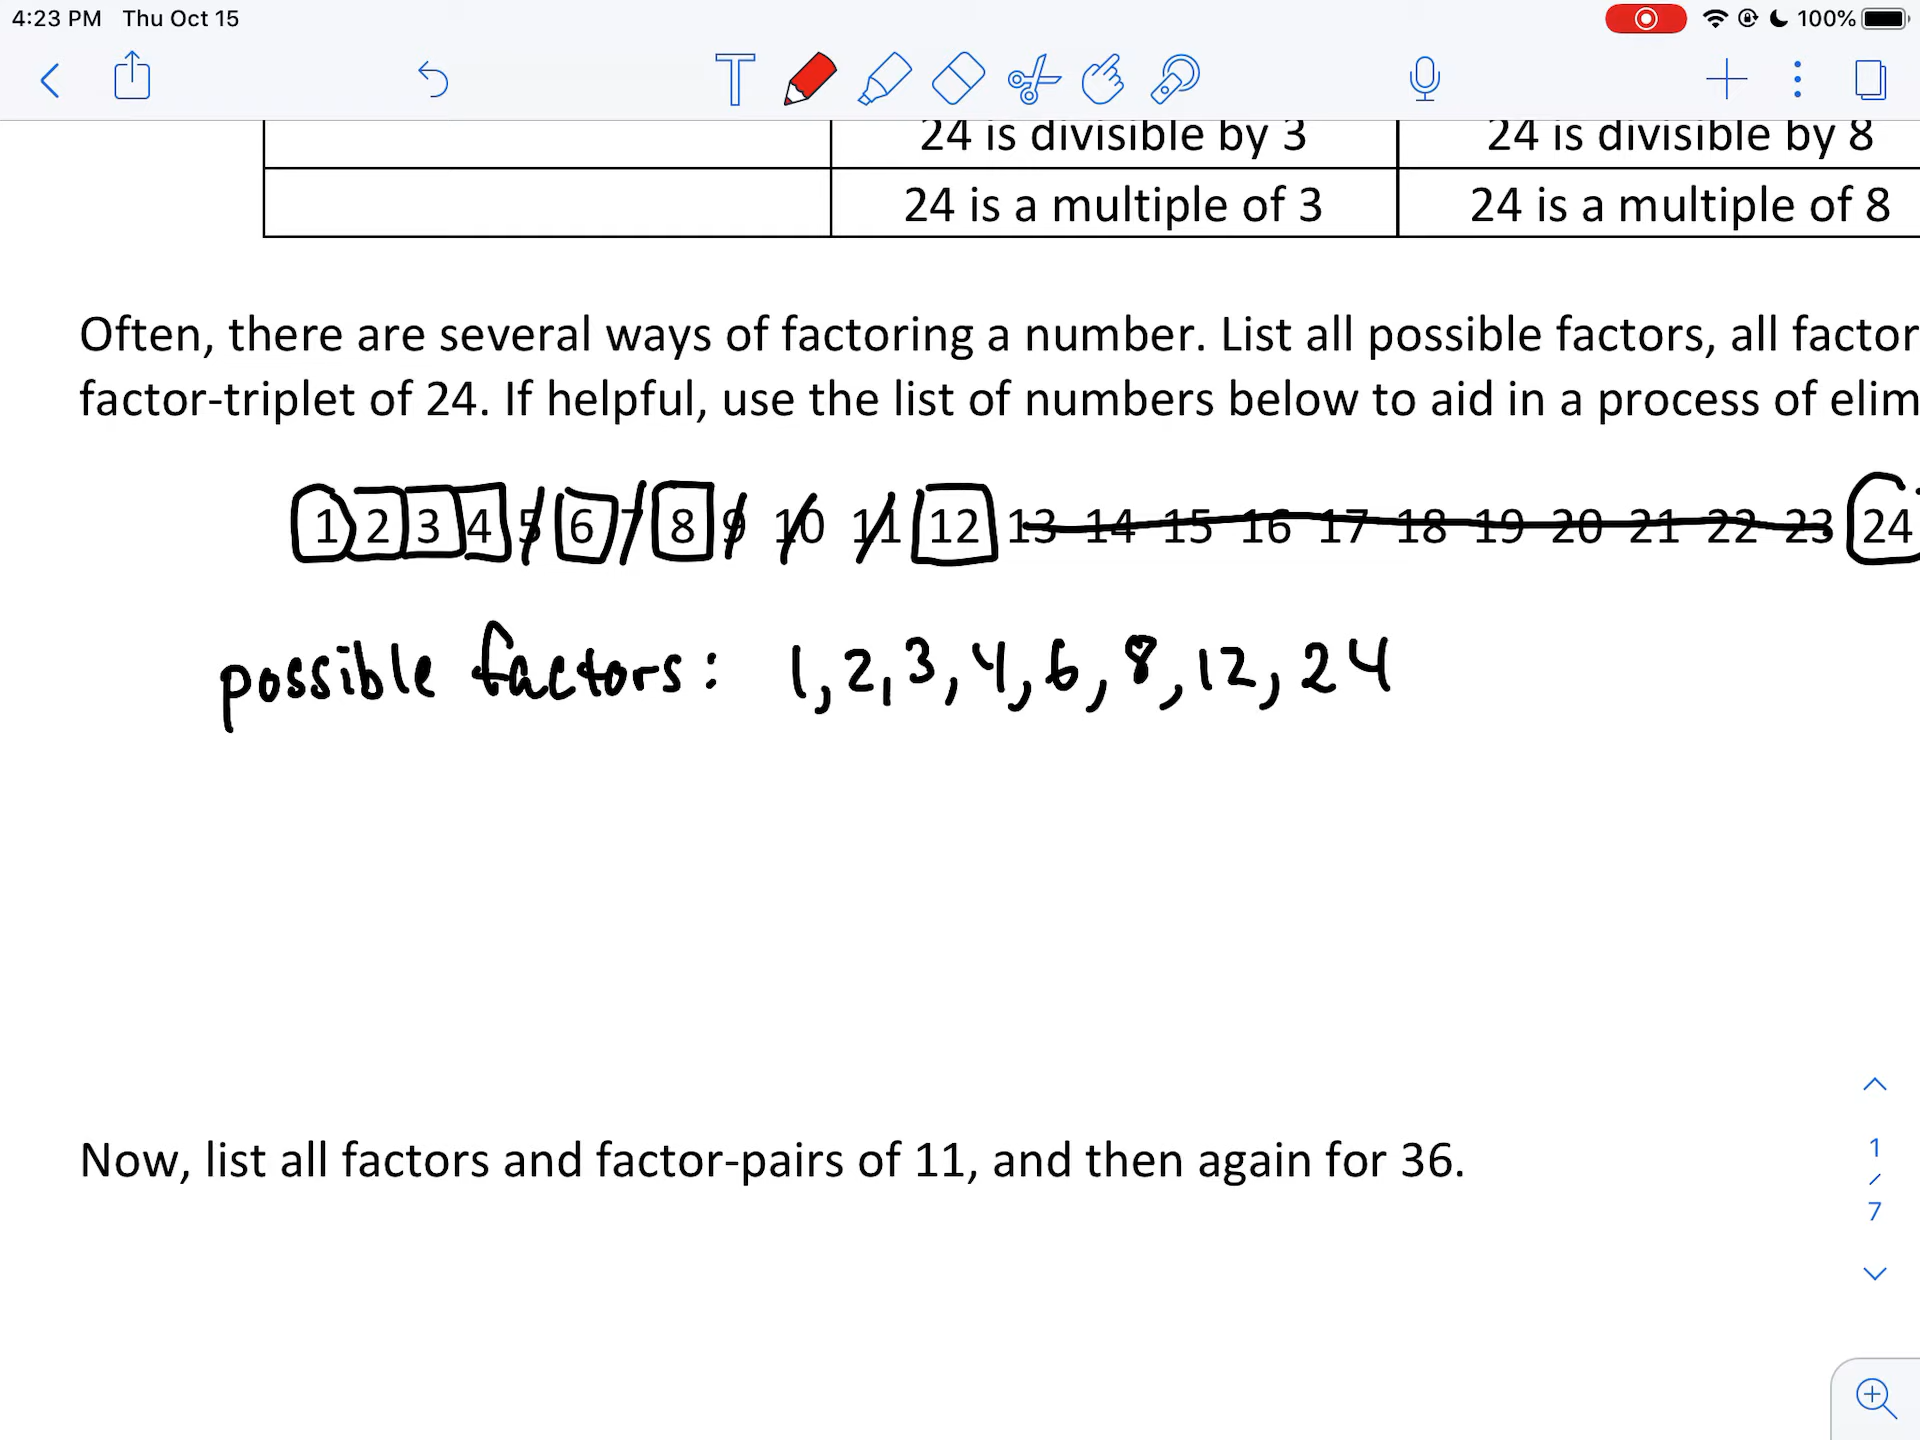 4:23 PM Thu Oct 15 100%
24 is divisible by 3 24 is divisible by 8
24 is a multiple of 3 24 is a multiple of 8
Often, there are several ways of factoring a number. List all possible factors, all factor
factor-triplet of 24. If helpful, use the list of numbers below to aid in a process of elim
1 2 3 4 5 6 7 8 9 10 11 12 13 14 15 16 17 18 19 20 21 22 23 24
possible factors: 1, 2, 3, 4, 6, 8, 12, 24
Now, list all factors and factor-pairs of 11, and then again for 36.
1
/
7